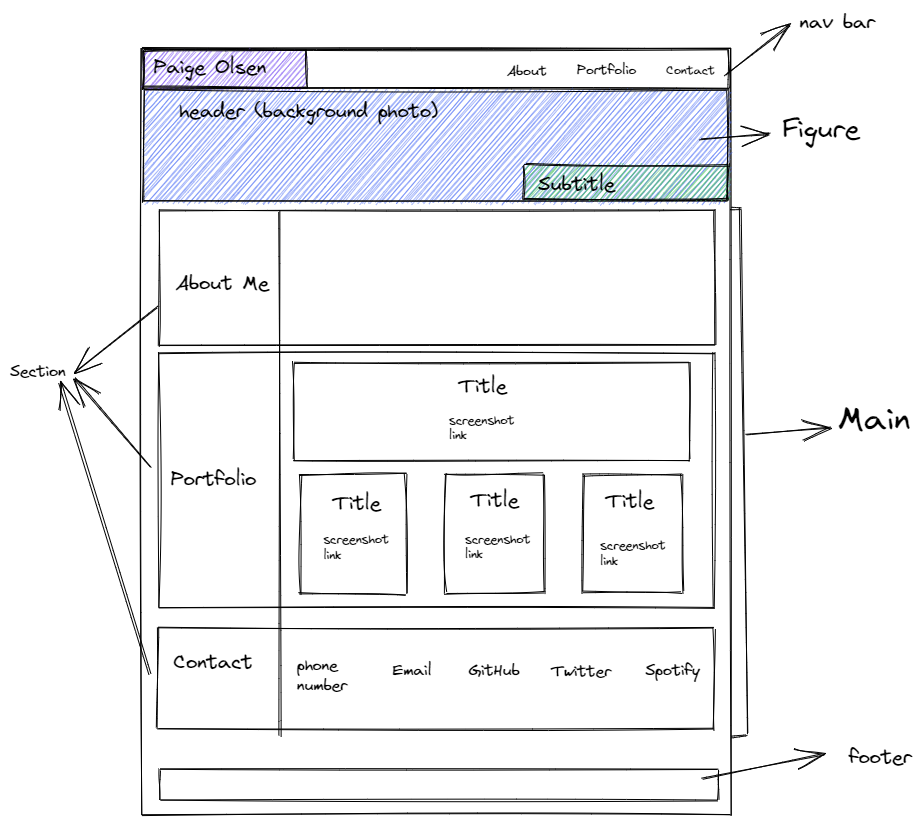 nav bar
Paige Olsen
About Portfolio Contact
header (background photo)
Figure
Subtitle
About Me
Section
Title
screenshot
link
Main
Portfolio
Title Title Title
screenshot screenshot screenshot
link link link
Contact
phone Email GitHub Twitter Spotify
number
footer